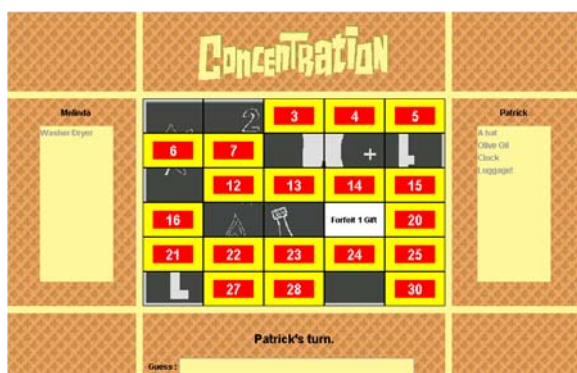 CONCENTRATION
Melinda
Washer/Dryer
Patrick
A hat
Olive Oil
Clock
Luggage!
2 3 4 5
6 7 + L
12 13 14 15
16 Forfeit 1 Gift 20
21 22 23 24 25
L 27 28 30
Patrick's turn.
Guess :